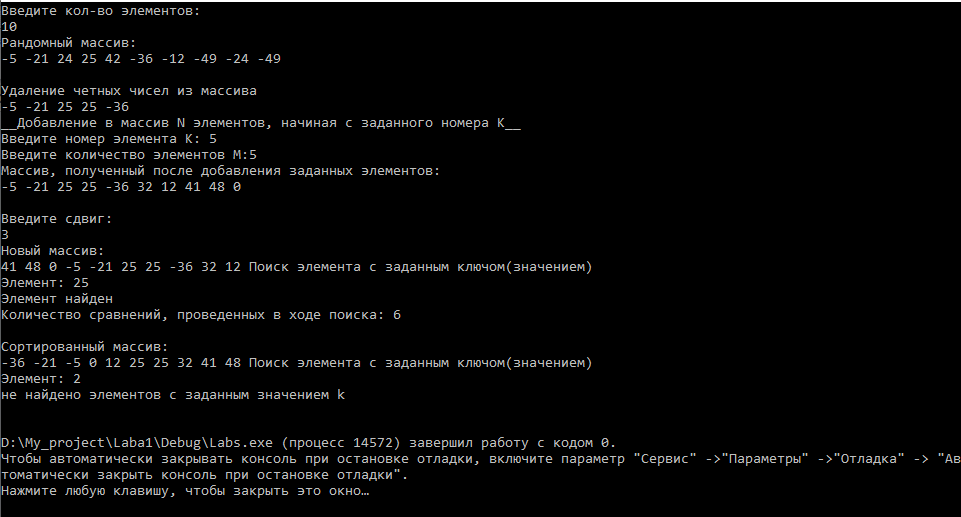 Введите кол-во элементов:
10
Рандомный массив:
-5 -21 24 25 42 -36 -12 -49 -24 -49
Удаление четных чисел из массива
-5 -21 25 25 -36
__Добавление в массив N элементов, начиная с заданного номера K__
Введите номер элемента K: 5
Введите количество элементов M:5
Массив, полученный после добавления заданных элементов:
-5 -21 25 25 -36 32 12 41 48 0
Введите сдвиг:
3
Новый массив:
41 48 0 -5 -21 25 25 -36 32 12 Поиск элемента с заданным ключом(значением)
Элемент: 25
Элемент найден
Количество сравнений, проведенных в ходе поиска: 6
Сортированный массив:
-36 -21 -5 0 12 25 25 32 41 48 Поиск элемента с заданным ключом(значением)
Элемент: 2
не найдено элементов с заданным значением k
D:\My_project\Laba1\Debug\Labs.exe (процесс 14572) завершил работу с кодом 0.
Чтобы автоматически закрывать консоль при остановке отладки, включите параметр "Сервис" ->"Параметры" ->"Отладка" -> "Ав
томатически закрыть консоль при остановке отладки".
Нажмите любую клавишу, чтобы закрыть это окно…